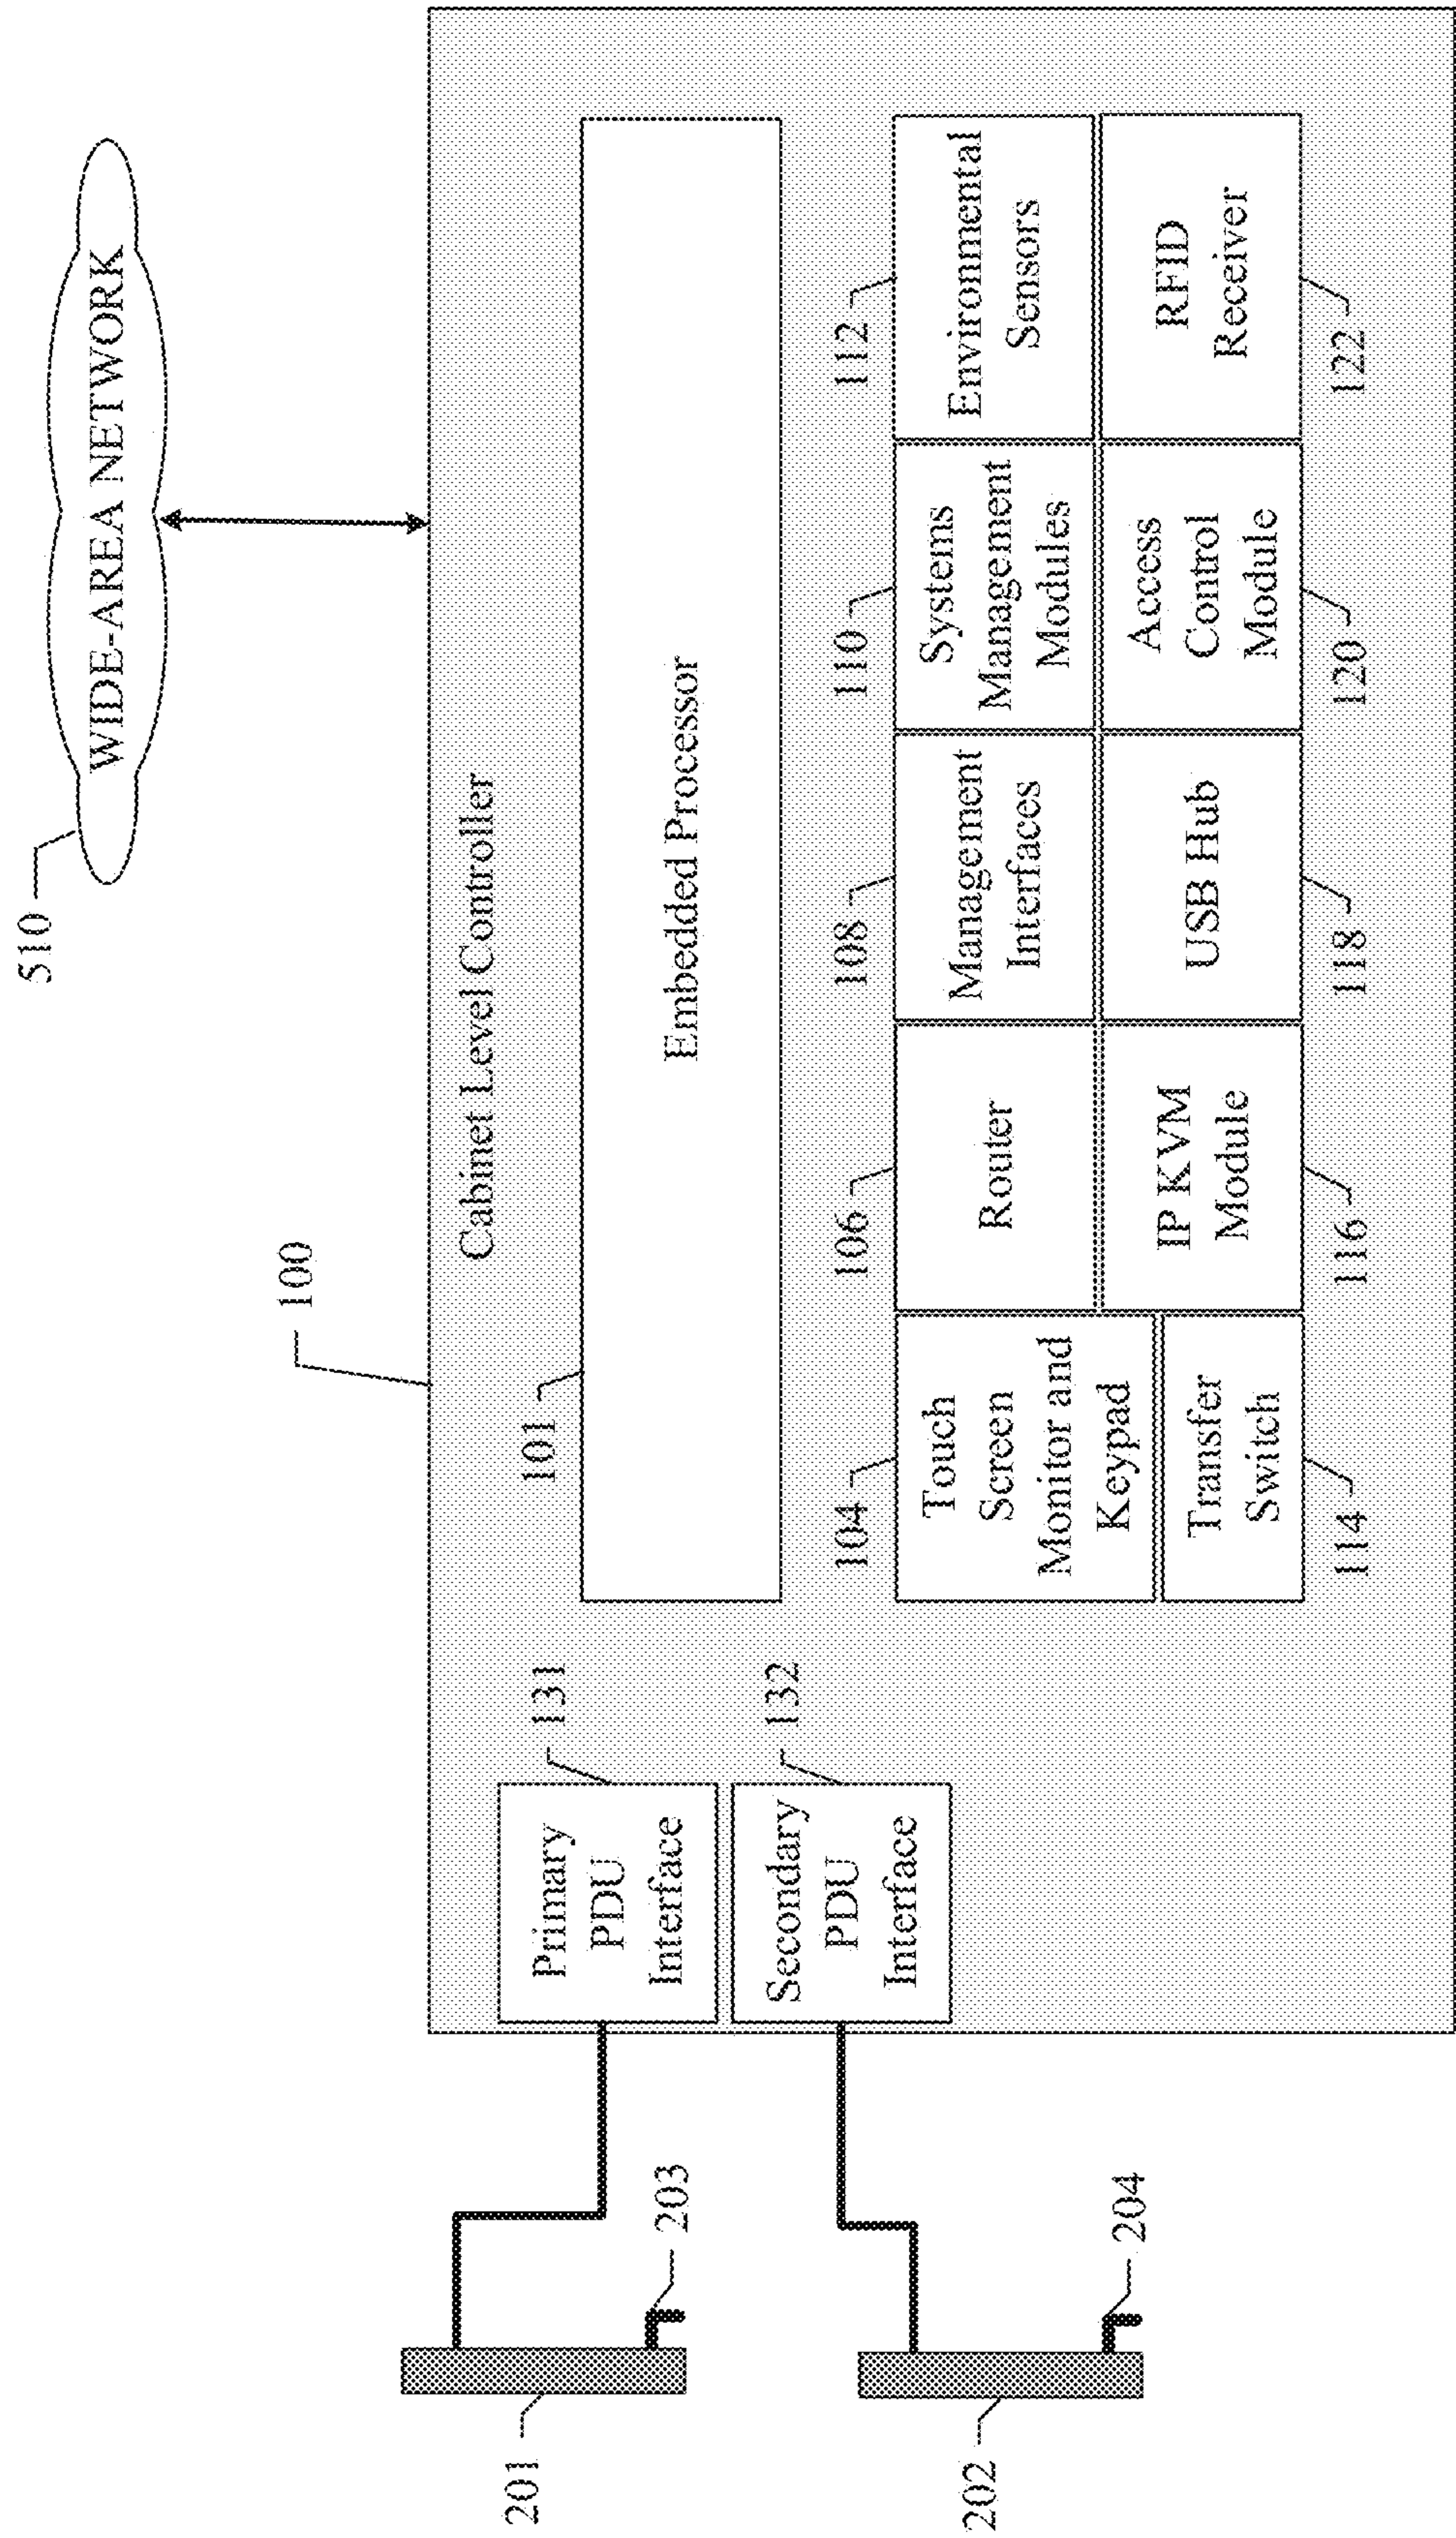 510
WIDE-AREA NETWORK
100
Cabinet Level Controller
101
Embedded Processor
201
203
202
204
Primary
PDU
Interface
131
Secondary
PDU
Interface
132
104
106
108
110
112
Touch
Screen
Monitor and
Keypad
Router
Management
Interfaces
Systems
Management
Modules
Environmental
Sensors
Transfer
Switch
IP KVM
Module
USB Hub
Access
Control
Module
RFID
Receiver
114
116
118
120
122